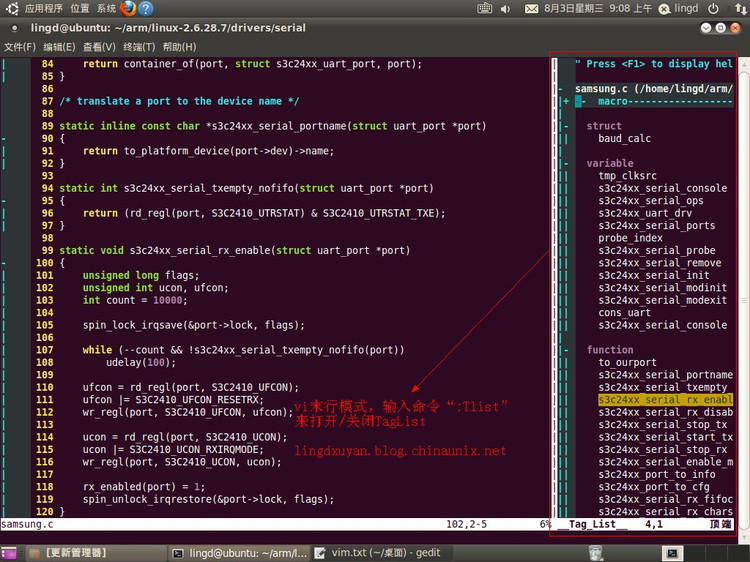 应用程序 位置 系统 8月3日星期三 9:08 上午 lingd
lingd@ubuntu: ~/arm/linux-2.6.28.7/drivers/serial
文件(F) 编辑(E) 查看(V) 终端(T) 帮助(H)
84 return container_of(port, struct s3c24xx_uart_port, port);
85 }
86
87 /* translate a port to the device name */
88
89 static inline const char *s3c24xx_serial_portname(struct uart_port *port)
90 {
91 return to_platform_device(port->dev)->name;
92 }
93
94 static int s3c24xx_serial_txempty_nofifo(struct uart_port *port)
95 {
96 return (rd_regl(port, S3C2410_UTRSTAT) & S3C2410_UTRSTAT_TXE);
97 }
98
99 static void s3c24xx_serial_rx_enable(struct uart_port *port)
100 {
101 unsigned long flags;
102 unsigned int ucon, ufcon;
103 int count = 10000;
104
105 spin_lock_irqsave(&port->lock, flags);
106
107 while (--count && !s3c24xx_serial_txempty_nofifo(port))
108 udelay(100);
109
110 ufcon = rd_regl(port, S3C2410_UFCON);
111 ufcon |= S3C2410_UFCON_RESETRX;
112 wr_regl(port, S3C2410_UFCON, ufcon);
113
114 ucon = rd_regl(port, S3C2410_UCON);
115 ucon |= S3C2410_UCON_RXIRQMODE;
116 wr_regl(port, S3C2410_UCON, ucon);
117
118 rx_enabled(port) = 1;
119 spin_unlock_irqrestore(&port->lock, flags);
120 }
vi末行模式，输入命令“:Tlist”
来打开/关闭TagList
lingdxuyan.blog.chinaunix.net
" Press <F1> to display hel
samsung.c (/home/lingd/arm/
|+ -- macro------------------
|- struct
|| baud_calc
|- variable
|| tmp_clksrc
|| s3c24xx_serial_console
|| s3c24xx_serial_ops
|| s3c24xx_uart_drv
|| s3c24xx_serial_ports
|| probe_index
|| s3c24xx_serial_probe
|| s3c24xx_serial_remove
|| s3c24xx_serial_init
|| s3c24xx_serial_modinit
|| s3c24xx_serial_modexit
|| cons_uart
|| s3c24xx_serial_console
|- function
|| to_ourport
|| s3c24xx_serial_portname
|| s3c24xx_serial_txempty
|| s3c24xx_serial_rx_enabl
|| s3c24xx_serial_rx_disab
|| s3c24xx_serial_stop_tx
|| s3c24xx_serial_start_tx
|| s3c24xx_serial_stop_rx
|| s3c24xx_serial_enable_m
|| s3c24xx_port_to_info
|| s3c24xx_port_to_cfg
|| s3c24xx_serial_rx_fifoc
|| s3c24xx_serial_rx_chars
samsung.c 102,2-5 6% __Tag_List__ 4,1 顶端
[更新管理器] lingd@ubuntu: ~/arm/l... vim.txt (~/桌面) - gedit